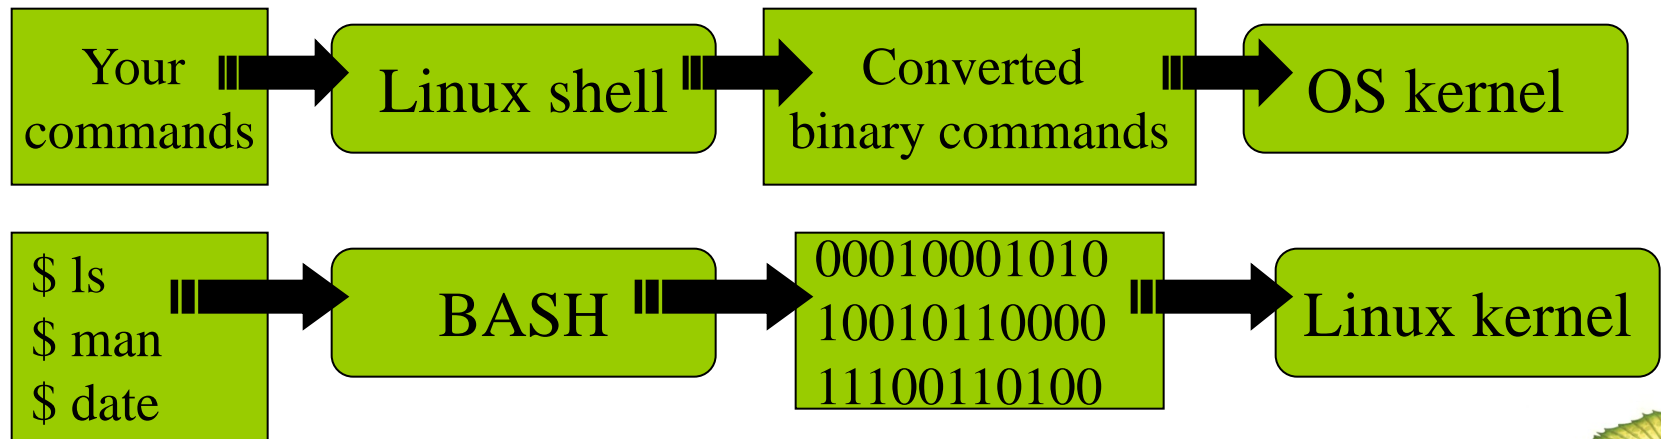 Your
commands
Linux shell
Converted
binary commands
OS kernel
$ ls
$ man
$ date
BASH
00010001010
10010110000
11100110100
Linux kernel